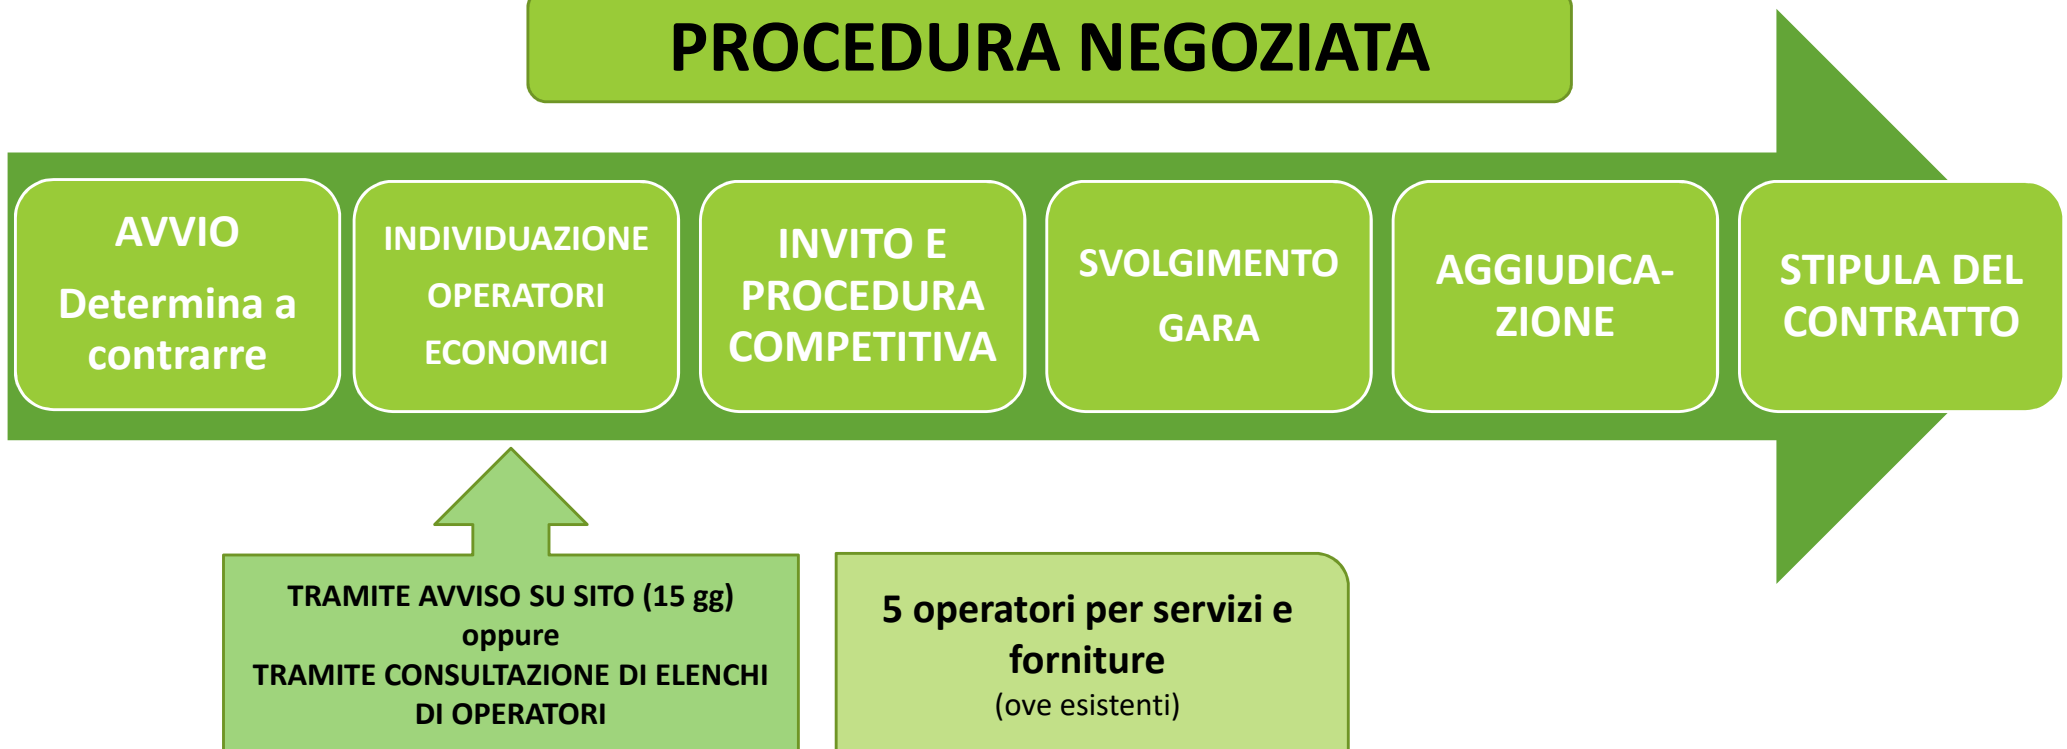 PROCEDURA NEGOZIATA
AVVIO
Determina a
contrarre
INDIVIDUAZIONE
OPERATORI
ECONOMICI
INVITO E
PROCEDURA
COMPETITIVA
SVOLGIMENTO
GARA
AGGIUDICA-
ZIONE
STIPULA DEL
CONTRATTO
TRAMITE AVVISO SU SITO (15 gg)
oppure
TRAMITE CONSULTAZIONE DI ELENCHI
DI OPERATORI
5 operatori per servizi e
forniture
(ove esistenti)